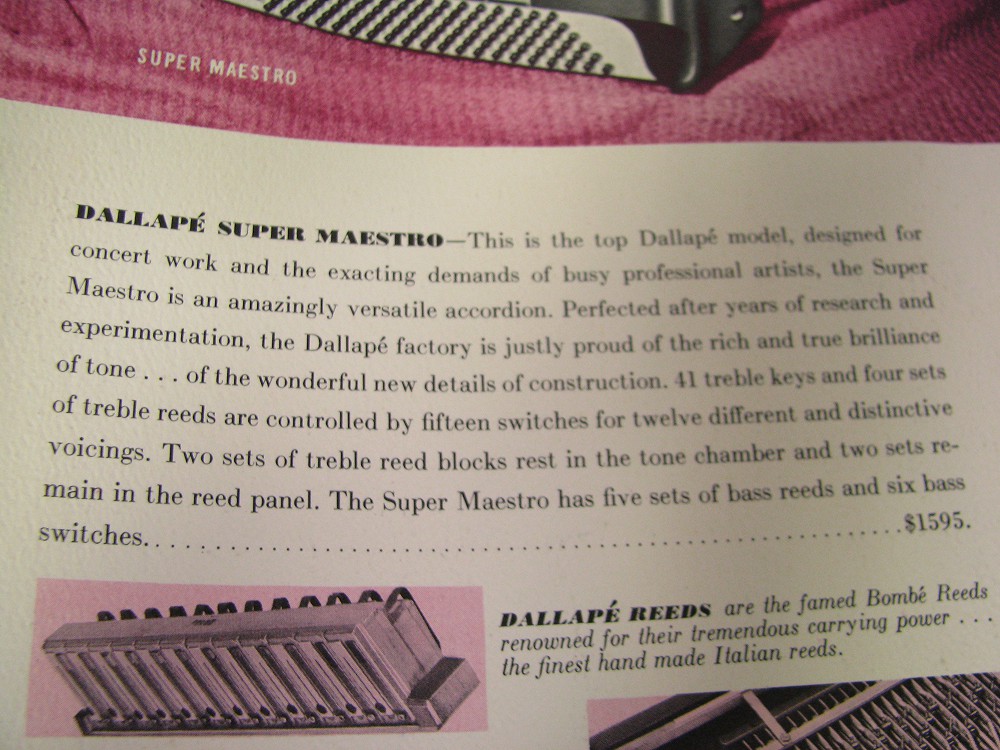 SUPER MAESTRO
DALLAPÉ SUPER MAESTRO—This is the top Dallapé model, designed for
concert work and the exacting demands of busy professional artists, the Super
Maestro is an amazingly versatile accordion. Perfected after years of research and
experimentation, the Dallapé factory is justly proud of the rich and true brilliance
of tone . . . of the wonderful new details of construction. 41 treble keys and four sets
of treble reeds are controlled by fifteen switches for twelve different and distinctive
voicings. Two sets of treble reed blocks rest in the tone chamber and two sets re-
main in the reed panel. The Super Maestro has five sets of bass reeds and six bass
switches. . . . . . . . . . . . . . . . . . . . . . . . . . . . . . . . . . . . . . . . . . . . . . . . . . . . $1595.
DALLAPÉ REEDS are the famed Bombé Reeds
renowned for their tremendous carrying power . . .
the finest hand made Italian reeds.